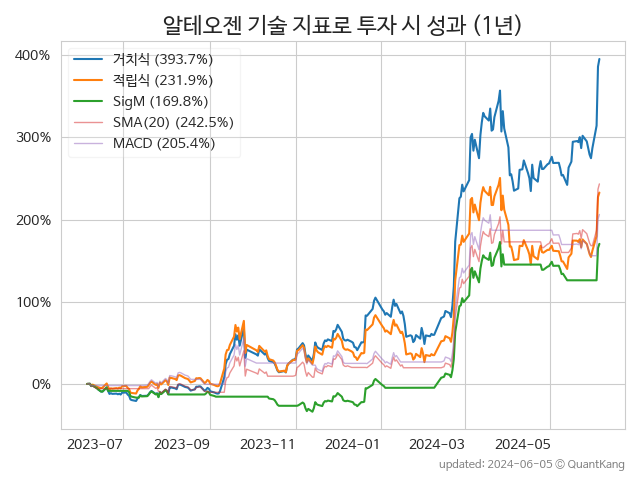 알테오젠 기술 지표로 투자 시 성과 (1년)
400%
300%
200%
100%
0%
거치식 (393.7%)
적립식 (231.9%)
SigM (169.8%)
SMA(20) (242.5%)
MACD (205.4%)
2023-07
2023-09
2023-11
2024-01
2024-03
2024-05
updated: 2024-06-05 © QuantKang